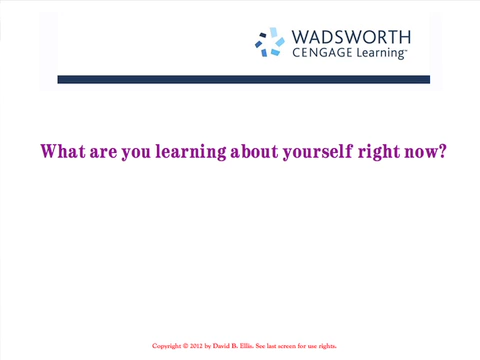 WADSWORTH
CENGAGE Learning™
What are you learning about yourself right now?
Copyright © 2012 by David B. Ellis. See last screen for use rights.